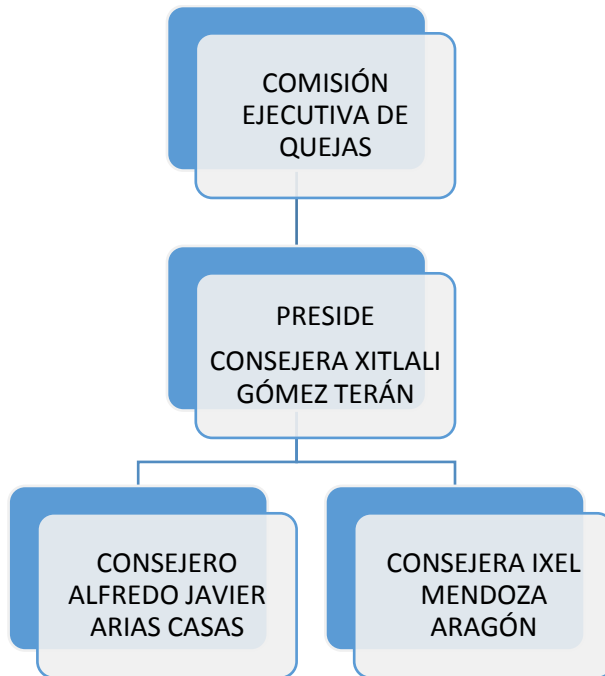 COMISIÓN
EJECUTIVA DE
QUEJAS
PRESIDE
CONSEJERA XITLALI
GÓMEZ TERÁN
CONSEJERO
ALFREDO JAVIER
ARIAS CASAS
CONSEJERA IXEL
MENDOZA
ARAGÓN